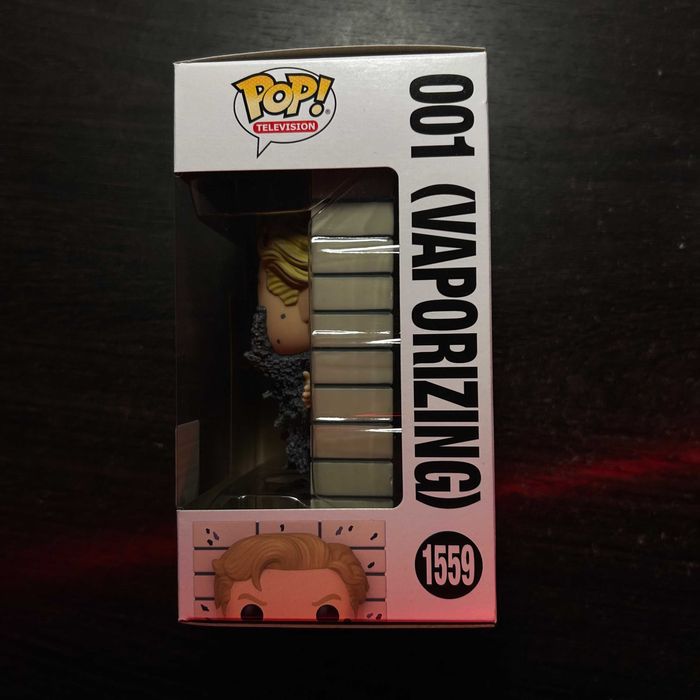 POP!
TELEVISION
001 (VAPORIZING)
1559